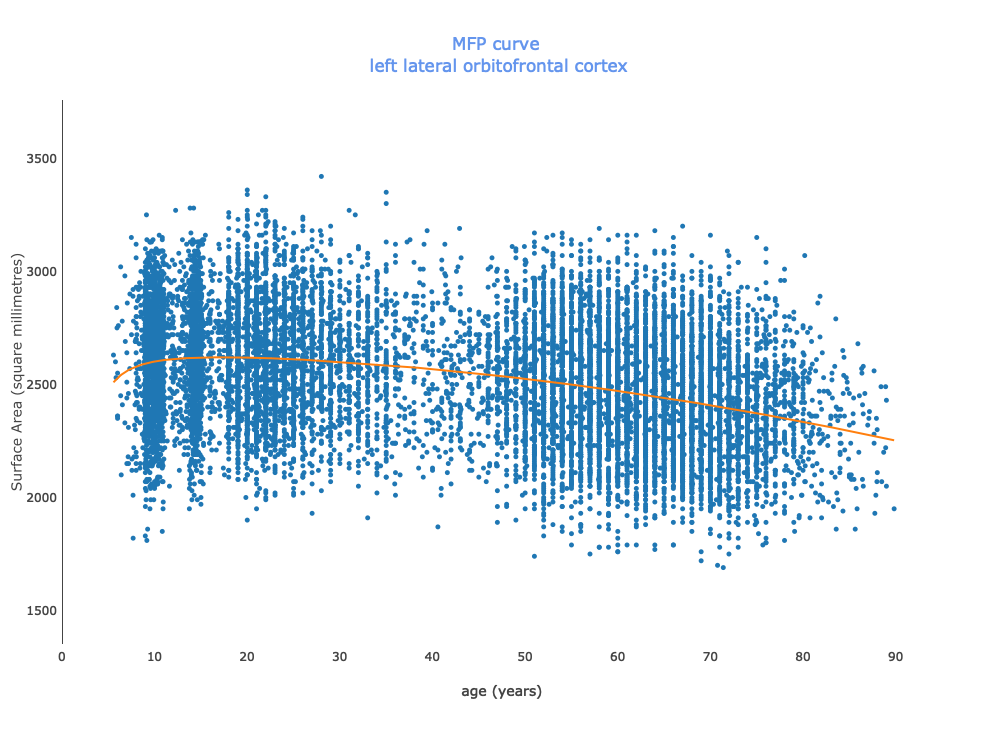 MFP curve
left lateral orbitofrontal cortex
Surface Area (square millimetres)
3500
3000
2500
2000
1500
0 10 20 30 40 50 60 70 80 90
age (years)